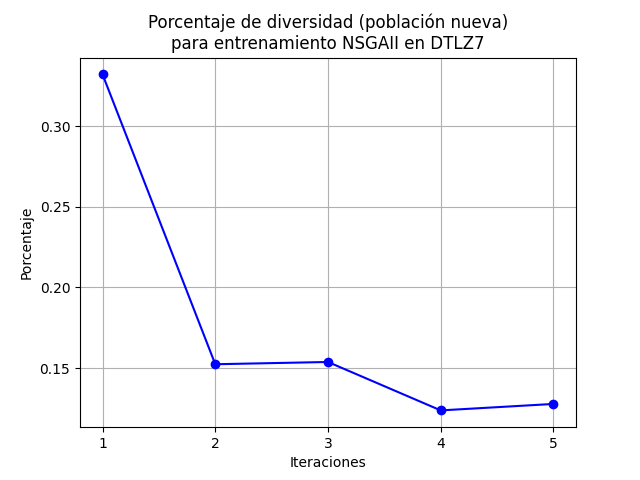 Porcentaje de diversidad (población nueva)
para entrenamiento NSGAII en DTLZ7
Porcentaje
0.30
0.25
0.20
0.15
1 2 3 4 5
Iteraciones